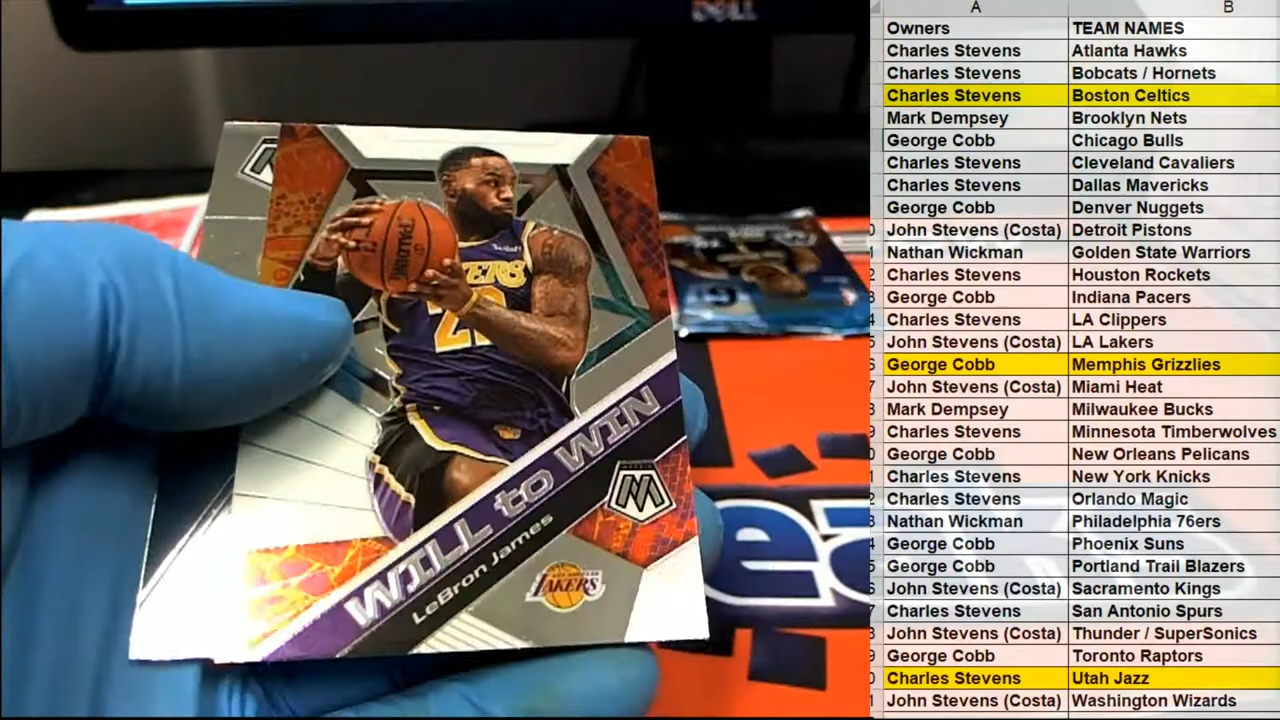 DELL
WILL to WIN
LeBron James
LAKERS
SPALDING
A B
Owners TEAM NAMES
Charles Stevens Atlanta Hawks
Charles Stevens Bobcats / Hornets
Charles Stevens Boston Celtics
Mark Dempsey Brooklyn Nets
George Cobb Chicago Bulls
Charles Stevens Cleveland Cavaliers
Charles Stevens Dallas Mavericks
George Cobb Denver Nuggets
John Stevens (Costa) Detroit Pistons
Nathan Wickman Golden State Warriors
Charles Stevens Houston Rockets
George Cobb Indiana Pacers
Charles Stevens LA Clippers
John Stevens (Costa) LA Lakers
George Cobb Memphis Grizzlies
John Stevens (Costa) Miami Heat
Mark Dempsey Milwaukee Bucks
Charles Stevens Minnesota Timberwolves
George Cobb New Orleans Pelicans
Charles Stevens New York Knicks
Charles Stevens Orlando Magic
Nathan Wickman Philadelphia 76ers
George Cobb Phoenix Suns
George Cobb Portland Trail Blazers
John Stevens (Costa) Sacramento Kings
Charles Stevens San Antonio Spurs
John Stevens (Costa) Thunder / SuperSonics
George Cobb Toronto Raptors
Charles Stevens Utah Jazz
John Stevens (Costa) Washington Wizards